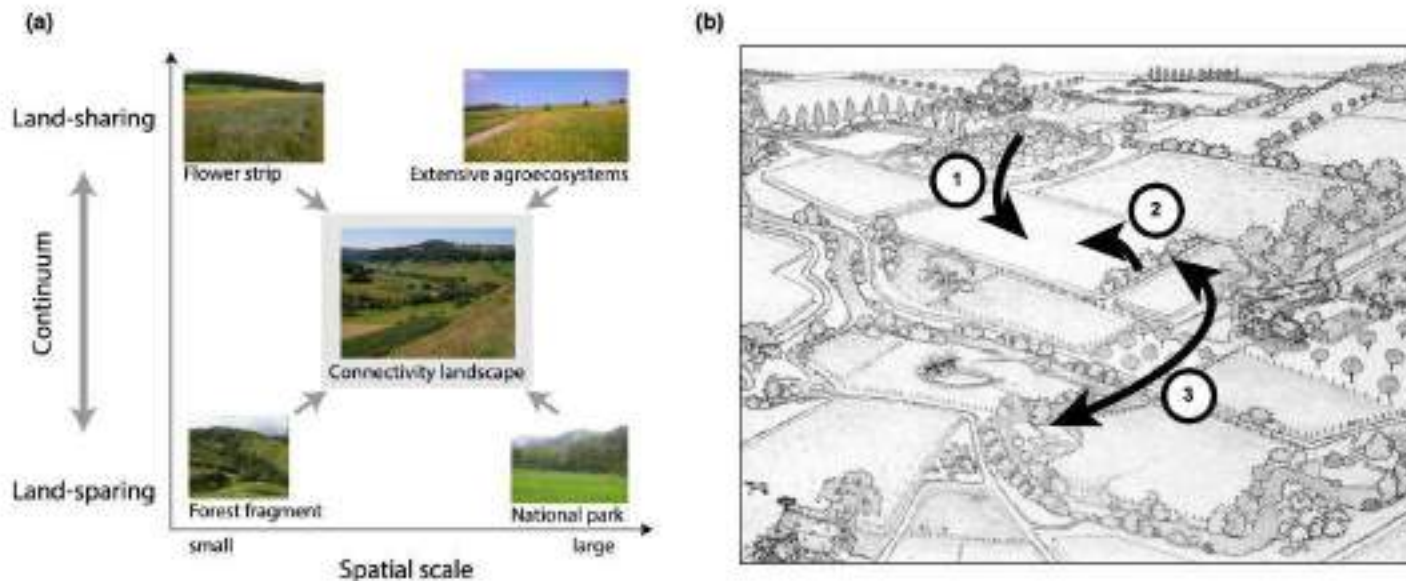 (a)
Land-sharing
Continuum
Land-sparing
Flower strip
Extensive agroecosystems
Connectivity landscape
Forest fragment
National park
small
large
Spatial scale
(b)
1
2
3